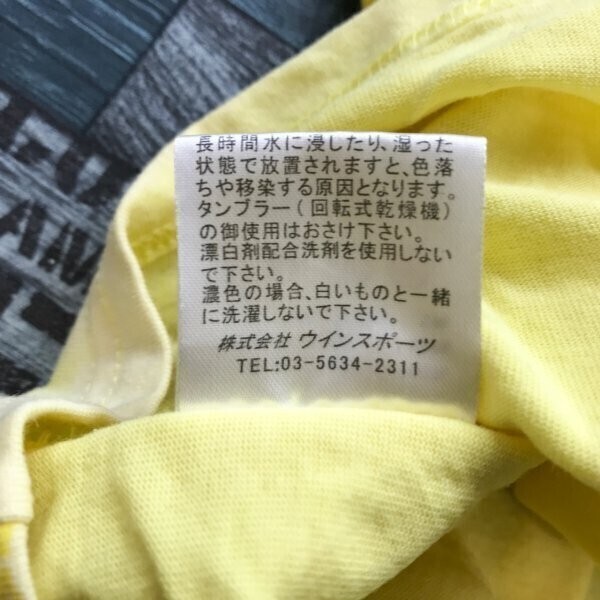 長時間水に浸したり、湿った
状態で放置されますと、色落
ちや移染する原因となります。
タンブラー(回転式乾燥機)
の御使用はおさけ下さい。
漂白剤配合洗剤を使用しない
で下さい。
濃色の場合、白いものと一緒
に洗濯しないで下さい。
株式会社 ウインスポーツ
TEL:03-5634-2311